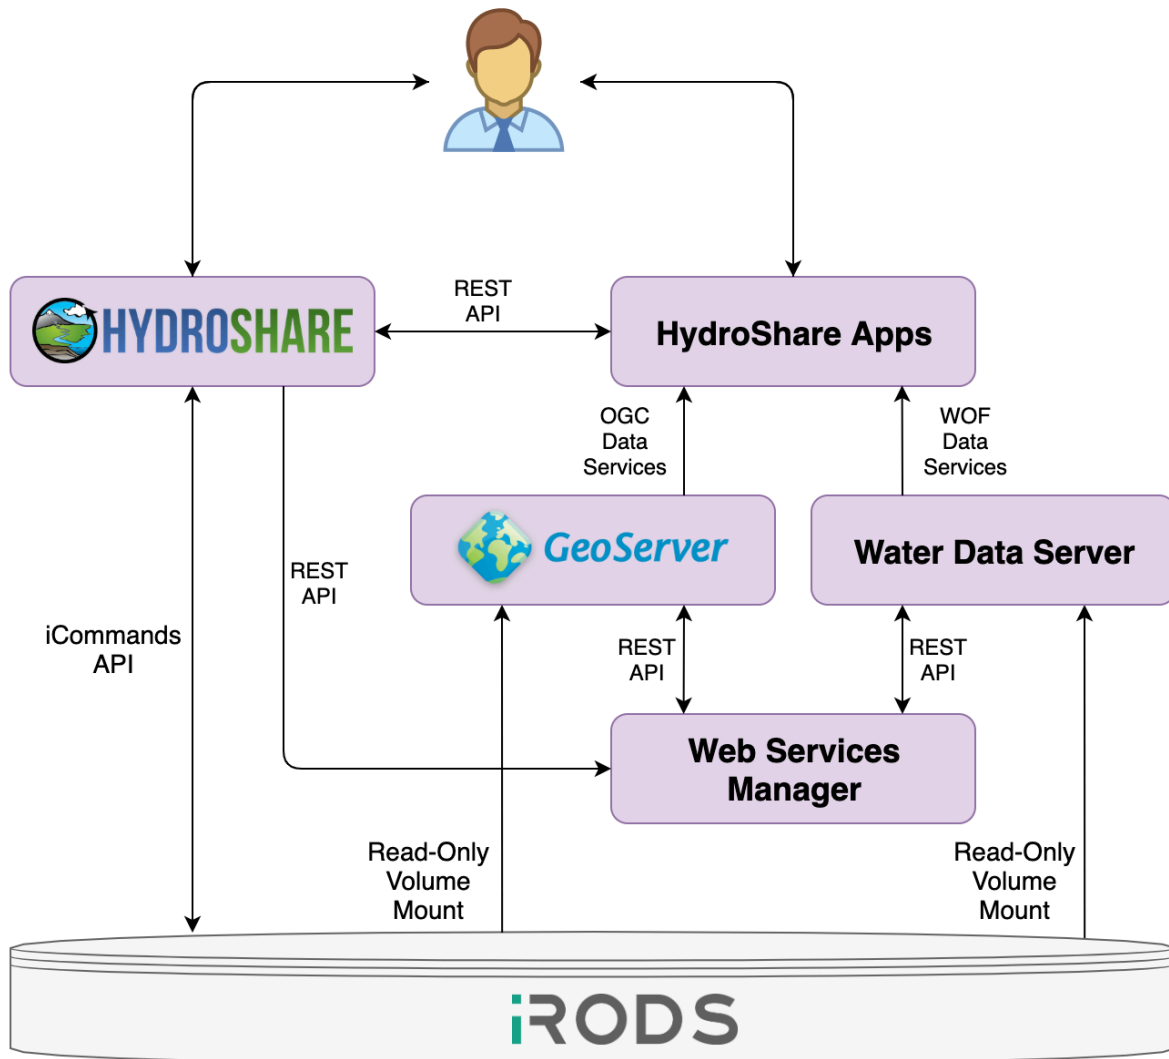 HYDROSHARE
REST
API
HydroShare Apps
OGC
Data
Services
WOF
Data
Services
GeoServer
Water Data Server
REST
API
iCommands
API
REST
API
REST
API
Web Services
Manager
Read-Only
Volume
Mount
Read-Only
Volume
Mount
iRODS